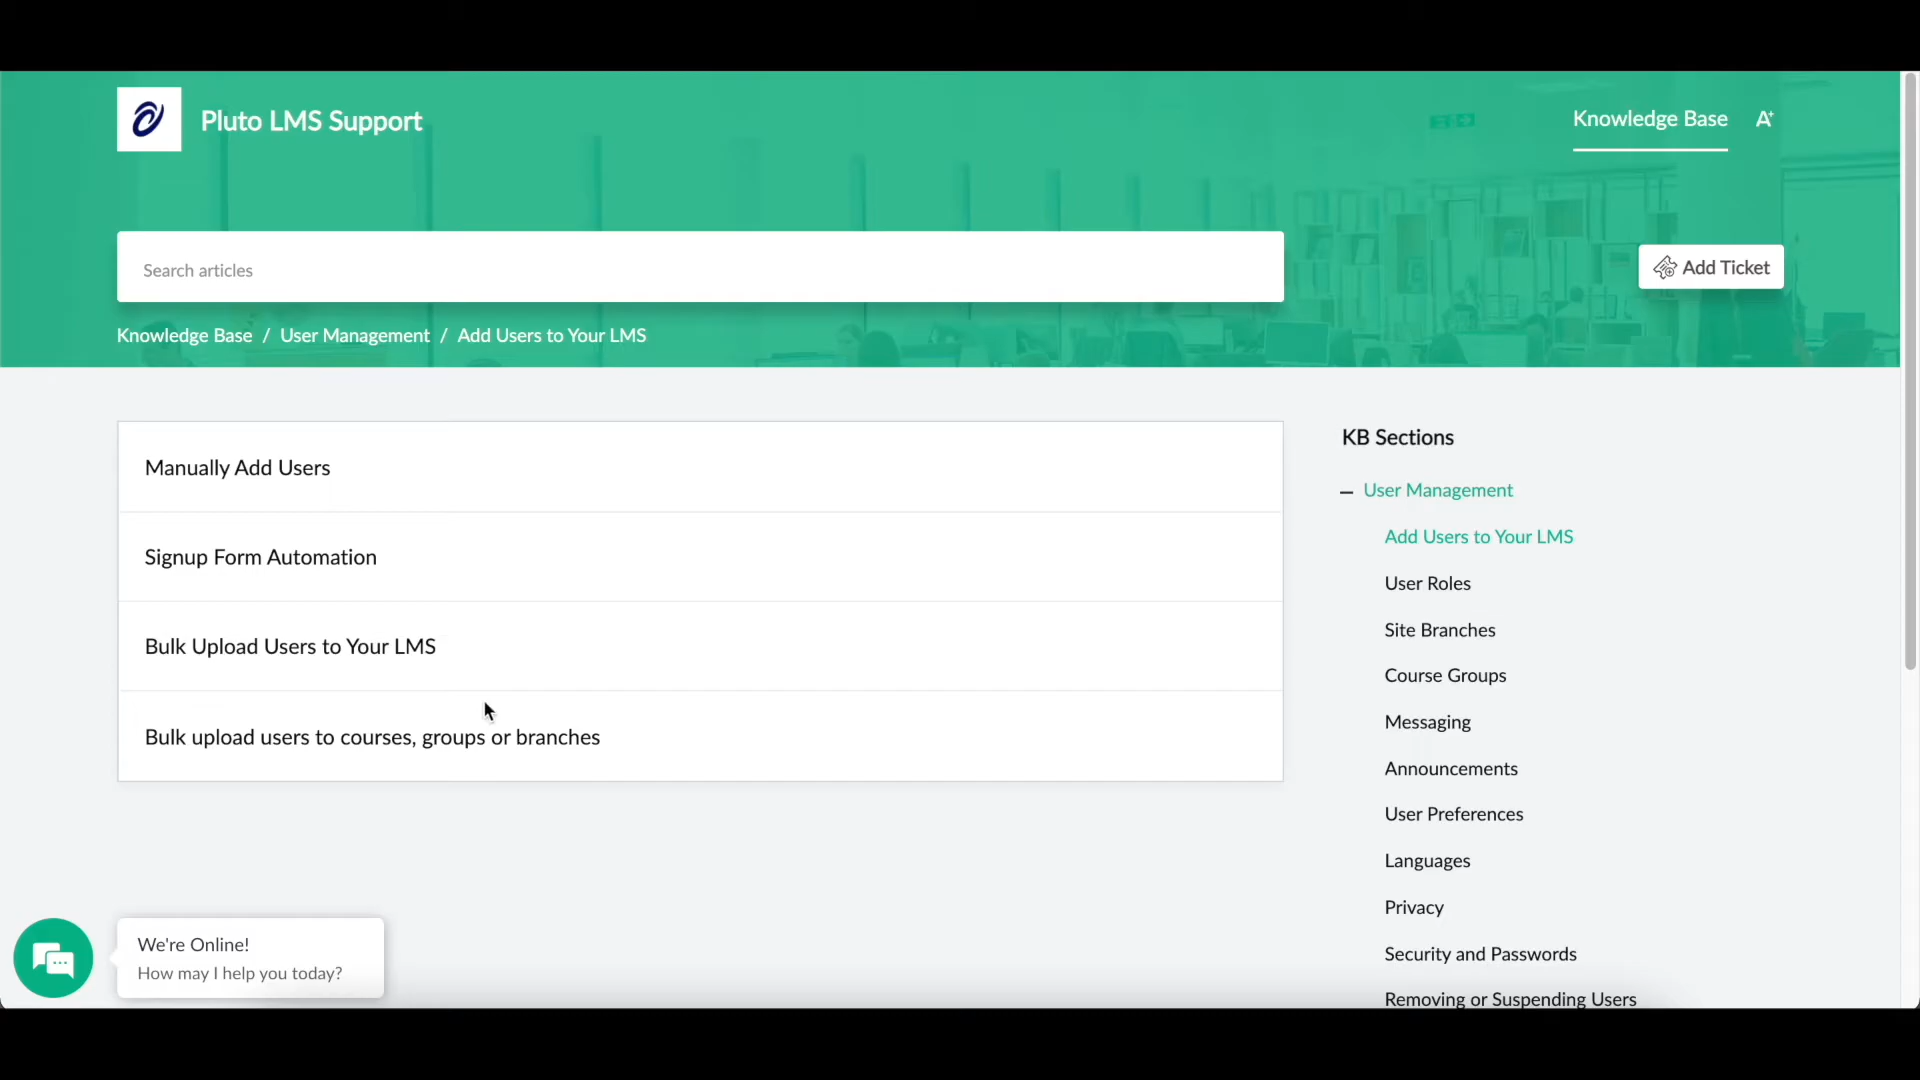 Pluto LMS Support
Knowledge Base A+
Search articles
Add Ticket
Knowledge Base / User Management / Add Users to Your LMS
Manually Add Users
Signup Form Automation
Bulk Upload Users to Your LMS
Bulk upload users to courses, groups or branches
KB Sections
– User Management
Add Users to Your LMS
User Roles
Site Branches
Course Groups
Messaging
Announcements
User Preferences
Languages
Privacy
Security and Passwords
Removing or Suspending Users
We're Online!
How may I help you today?